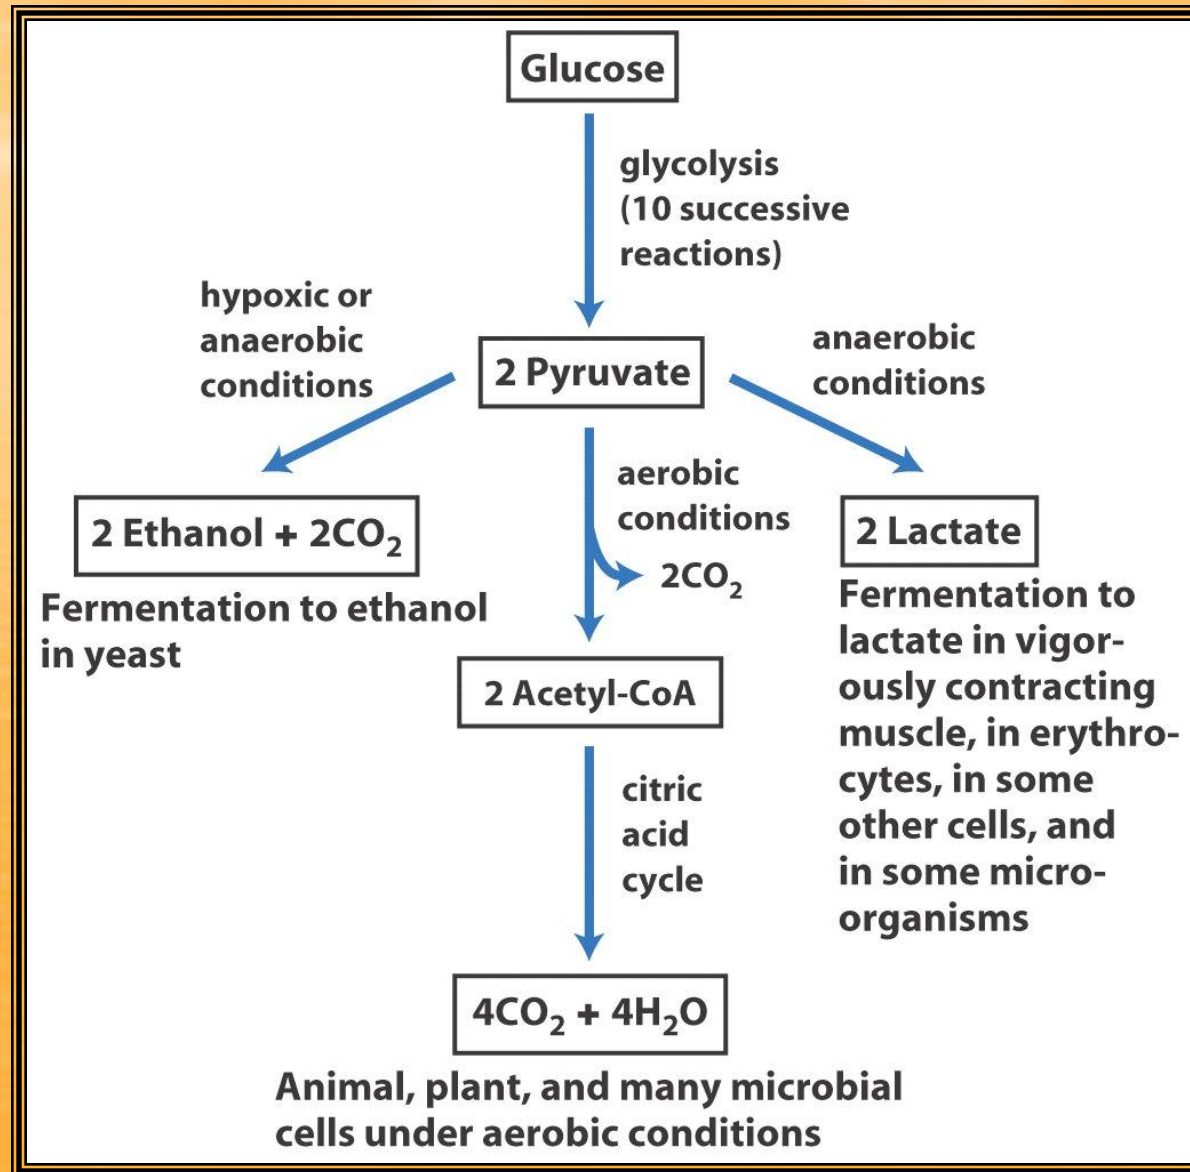 Glucose
glycolysis
(10 successive
reactions)
hypoxic or
anaerobic
conditions
2 Pyruvate
anaerobic
conditions
2 Ethanol + 2CO₂
Fermentation to ethanol
in yeast
aerobic
conditions
2CO₂
2 Lactate
Fermentation to
lactate in vigor-
ously contracting
muscle, in erythro-
cytes, in some
other cells, and
in some micro-
organisms
2 Acetyl-CoA
citric
acid
cycle
4CO₂ + 4H₂O
Animal, plant, and many microbial
cells under aerobic conditions